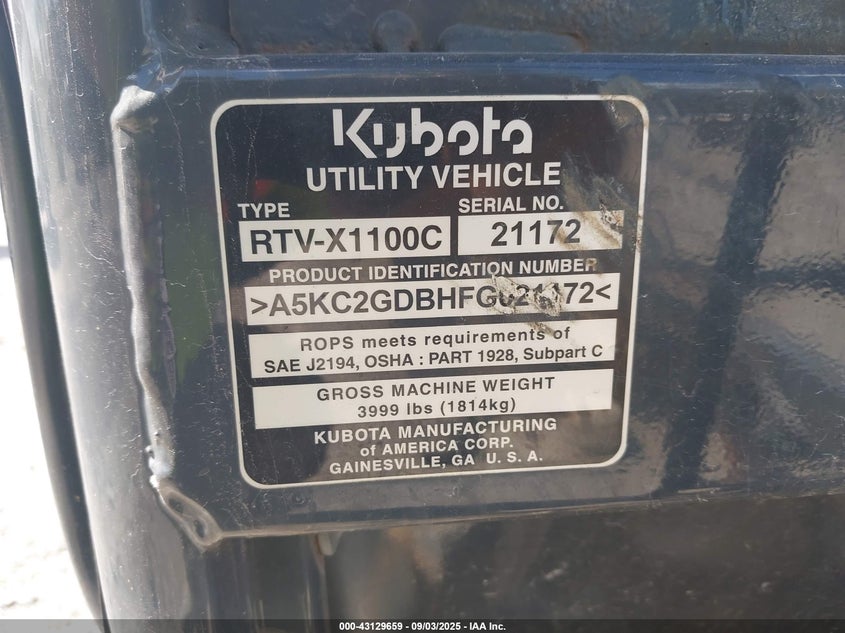 Kubota
UTILITY VEHICLE
TYPE SERIAL NO.
RTV-X1100C 21172
PRODUCT IDENTIFICATION NUMBER
>A5KC2GDBHFG021172<
ROPS meets requirements of
SAE J2194, OSHA : PART 1928, Subpart C
GROSS MACHINE WEIGHT
3999 lbs (1814kg)
KUBOTA MANUFACTURING
of AMERICA CORP.
GAINESVILLE, GA U. S. A.
000-43129659 - 09/03/2025 - IAA Inc.